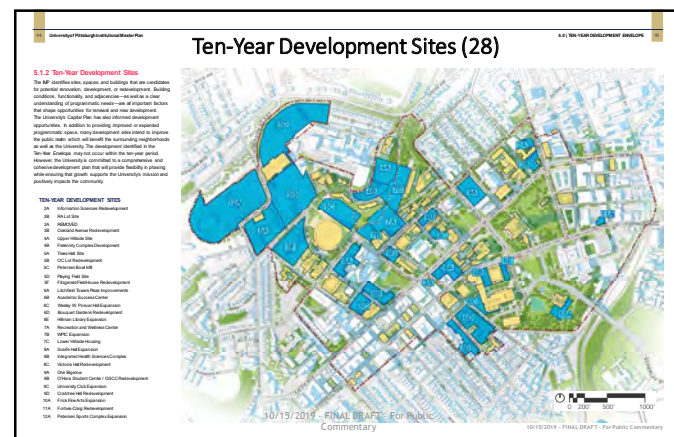 94 University of Pittsburgh Institutional Master Plan
5.0 | TEN-YEAR DEVELOPMENT ENVELOPE
Ten-Year Development Sites (28)
5.1.2 Ten-Year Development Sites
The IMP identifies sites, spaces, and buildings that are candidates
for potential renovation, development, or redevelopment. Building
conditions, functionality, and adjacencies—as well as a clear
understanding of programmatic needs—are all important factors
that shape opportunities for renewal and new development.
The University's Capital Plan has also informed development
opportunities. In addition to providing improved or expanded
programmatic space, many development sites intend to improve
the public realm which will benefit the surrounding neighborhoods
as well as the University. The development identified in the
Ten-Year Envelope may not occur within the ten-year period.
However, the University is committed to a comprehensive and
cohesive development plan that will provide flexibility in phasing
while ensuring that growth supports the University's mission and
positively impacts the community.
TEN-YEAR DEVELOPMENT SITES
2A Information Sciences Redevelopment
2B RA Lot Site
3A REMOVED
3B Oakland Avenue Redevelopment
4A Upper Hillside Site
4B Fraternity Complex Development
5A Trees Hall Site
5B OC Lot Redevelopment
5C Petersen Bowl Infill
5D Playing Field Site
5F Fitzgerald Field House Redevelopment
6A Litchfield Towers Plaza Improvements
6B Academic Success Center
6C Wesley W. Posvar Hall Expansion
6D Bouquet Gardens Redevelopment
6E Hillman Library Expansion
7A Recreation and Wellness Center
7B WPIC Expansion
7C Lower Hillside Housing
8A Scaife Hall Expansion
8B Integrated Health Sciences Complex
8C Victoria Hall Redevelopment
9A One Bigelow
9B O'Hara Student Center / GSCC Redevelopment
9C University Club Expansion
9D Crabtree Hall Redevelopment
10A Frick Fine Arts Expansion
11A Forbes-Craig Redevelopment
12A Petersen Sports Complex Expansion
0 200' 500' 1000'
10/15/2019 - FINAL DRAFT - For Public
Commentary
10/15/2019 - FINAL DRAFT - For Public Commentary